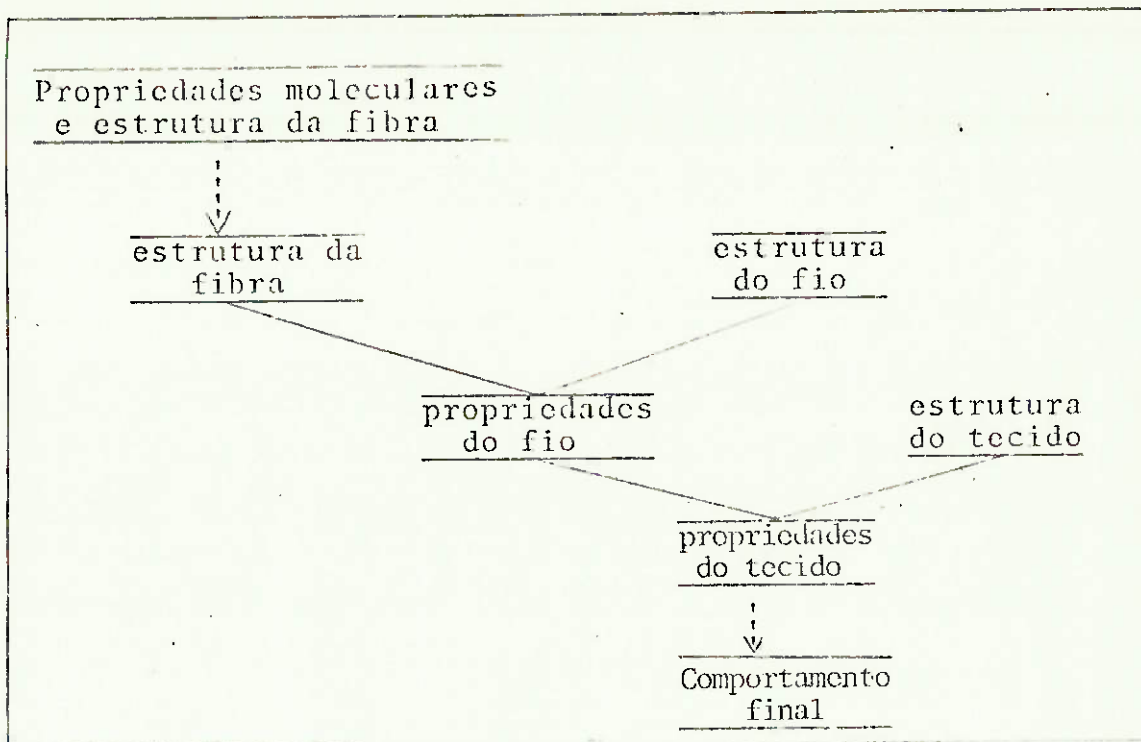 Propriedades moleculares
e estrutura da fibra
estrutura da
fibra
estrutura
do fio
propriedades
do fio
estrutura
do tecido
propriedades
do tecido
Comportamento
final